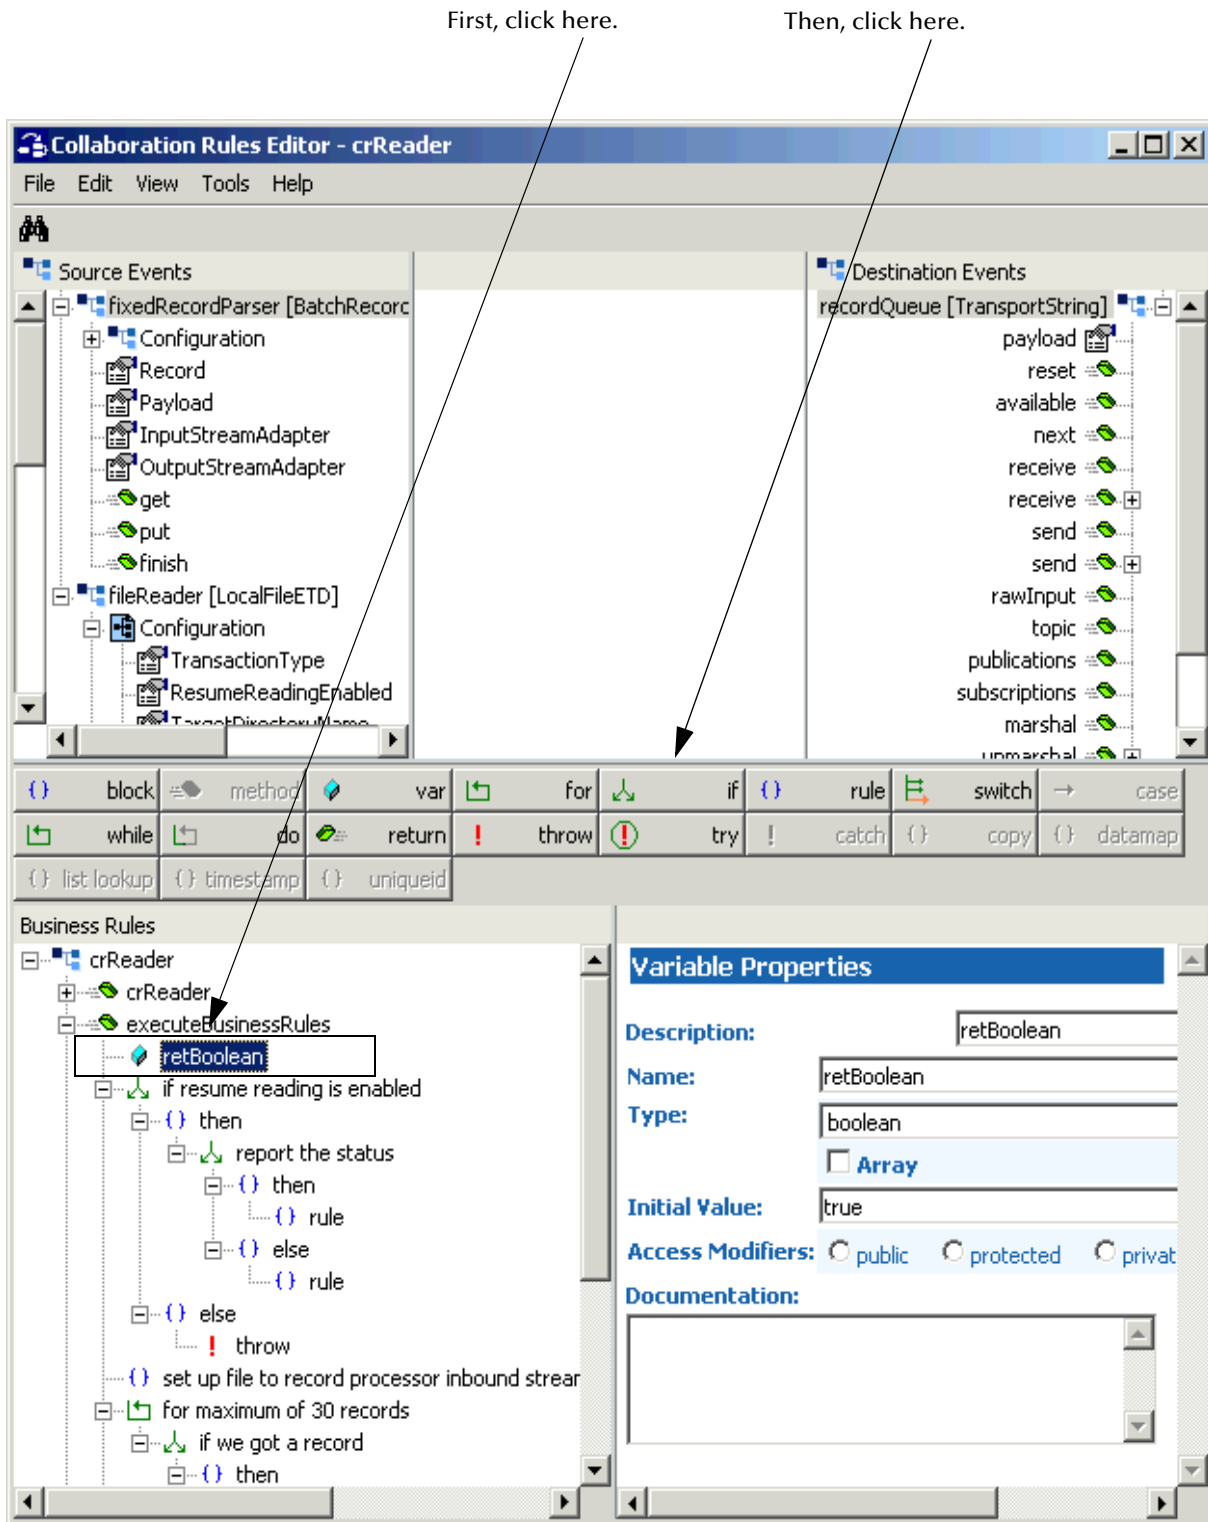 First, click here.
Then, click here.
Collaboration Rules Editor - crReader
File Edit View Tools Help
Source Events
fixedRecordParser [BatchRecorc
Configuration
Record
Payload
InputStreamAdapter
OutputStreamAdapter
get
put
finish
fileReader [LocalFileETD]
Configuration
TransactionType
ResumeReadingEnabled
TargetDirectoryName
Destination Events
recordQueue [TransportString]
payload
reset
available
next
receive
receive
send
send
rawInput
topic
publications
subscriptions
marshal
unmarshal
{} block method var for if {} rule switch case
while do return ! throw ! try ! catch {} copy {} datamap
{} list lookup {} timestamp {} uniqueid
Business Rules
crReader
crReader
executeBusinessRules
retBoolean
if resume reading is enabled
{} then
report the status
{} then
{} rule
{} else
{} rule
{} else
! throw
{} set up file to record processor inbound strear
for maximum of 30 records
if we got a record
{} then
Variable Properties
Description: retBoolean
Name: retBoolean
Type: boolean
Array
Initial Value: true
Access Modifiers: public protected privat
Documentation: